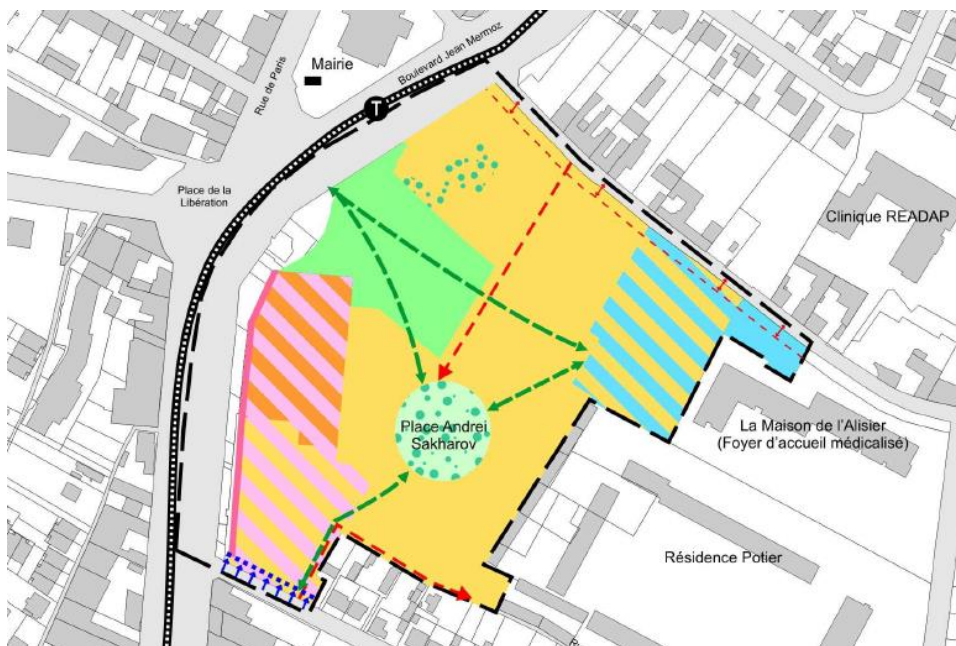 Mairie
Boulevard Jean Mermoz
Rue de Paris
T
Place de la
Libération
Clinique READAP
Place Andrei
Sakharov
La Maison de l'Alisier
(Foyer d'accueil médicalisé)
Résidence Potier